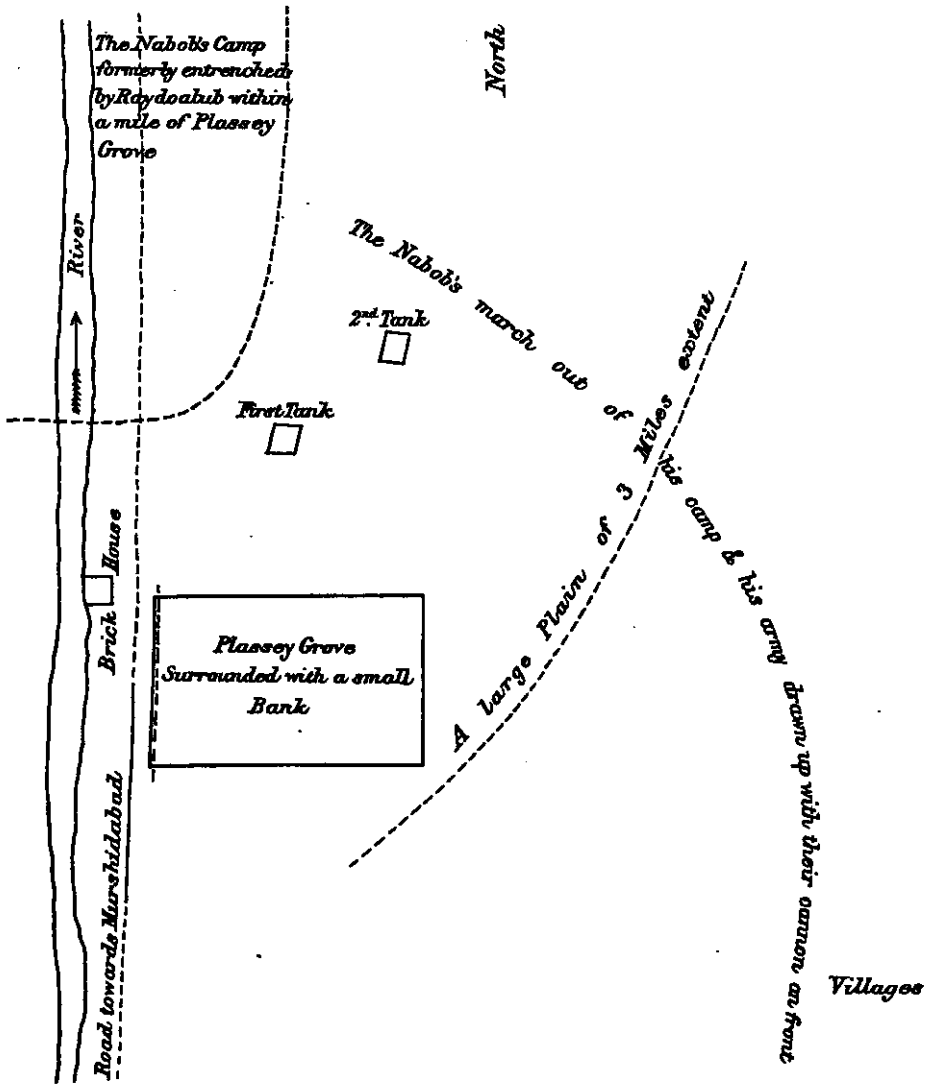 The Nabob's Camp
formerly entrenched
by Roydoalub within
a mile of Plassey
Grove
North
River
The Nabob's march out of his camp & his army drawn up with their cannon on front
2nd. Tank
First Tank
A large Plain of 3 Miles extent
Brick House
Plassey Grove
Surrounded with a small
Bank
Road towards Murshidabad
Villages